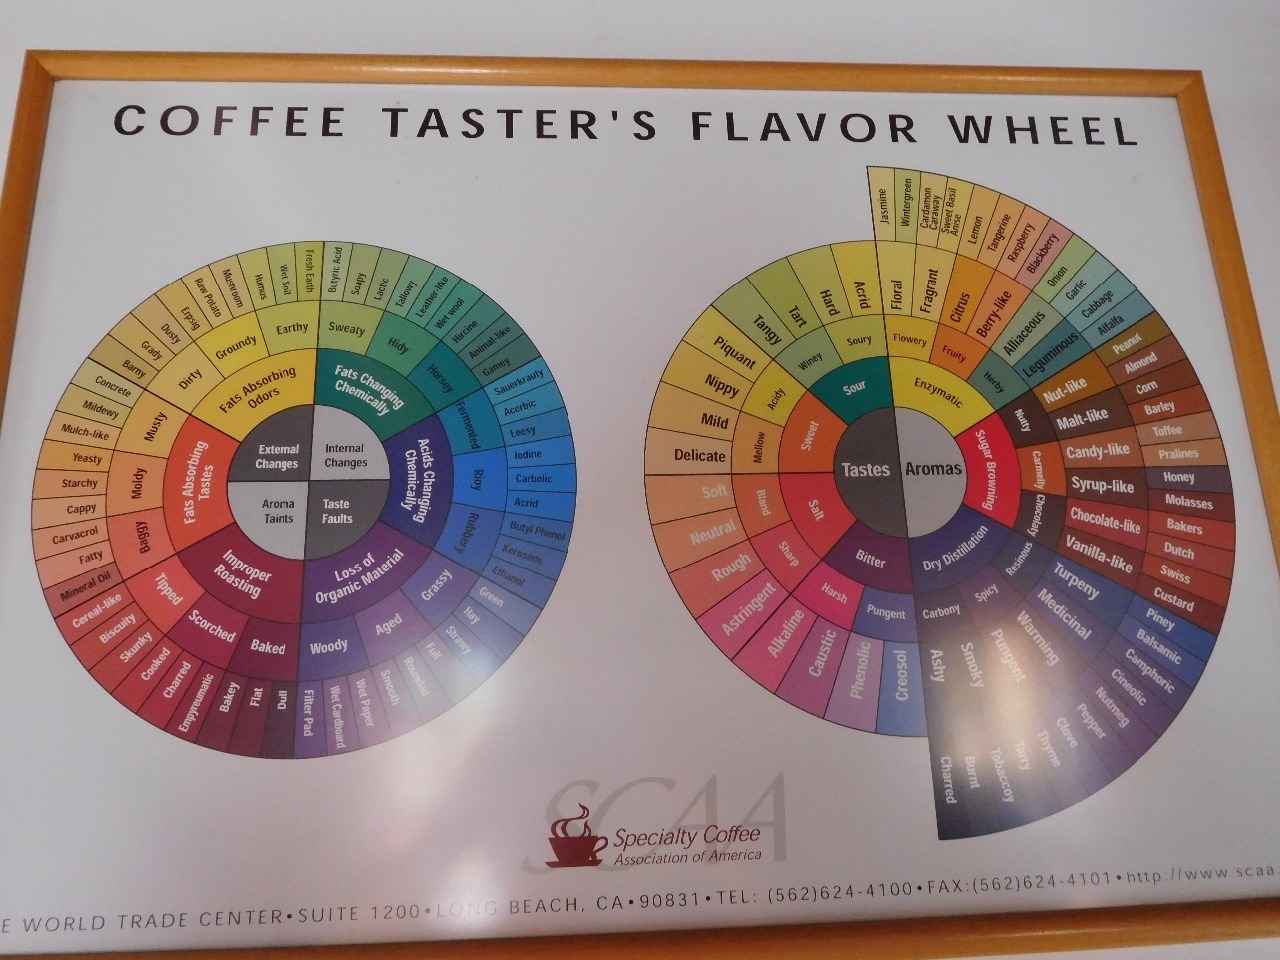 COFFEE TASTER'S FLAVOR WHEEL
External Changes
Internal Changes
Aroma Taints
Taste Faults
Fats Absorbing Odors
Fats Changing Chemically
Acids Changing Chemically
Loss of Organic Material
Improper Roasting
Fats Absorbing Tastes
Musty
Dirty
Groundy
Earthy
Sweaty
Hidy
Horsey
Fermented
Rioy
Rubbery
Grassy
Aged
Woody
Baked
Scorched
Tipped
Baggy
Moldy
Concrete
Barny
Grady
Dusty
Erpsig
Raw Potato
Mushroom
Humus
Wet Soil
Fresh Earth
Butyric Acid
Soapy
Lactic
Tallowy
Leather-like
Wet wool
Hircine
Animal-like
Gamey
Sauerkrauty
Acerbic
Leesy
Iodine
Carbolic
Acrid
Butyl Phenol
Kerosene
Ethanol
Green
Hay
Strawy
Full
Rounded
Smooth
Wet Paper
Wet Cardboard
Filter Pad
Dull
Flat
Bakey
Empyreumatic
Charred
Cooked
Skunky
Biscuity
Cereal-like
Mineral Oil
Fatty
Carvacrol
Cappy
Starchy
Yeasty
Mulch-like
Mildewy
Tastes
Aromas
Sour
Sweet
Salt
Bitter
Enzymatic
Sugar Browning
Dry Distillation
Soury
Winey
Acidy
Mellow
Bland
Sharp
Harsh
Pungent
Acrid
Hard
Tart
Tangy
Piquant
Nippy
Mild
Delicate
Soft
Neutral
Rough
Astringent
Alkaline
Caustic
Phenolic
Creosol
Flowery
Fruity
Herby
Nutty
Carmelly
Chocolaty
Resinous
Spicy
Carbony
Floral
Fragrant
Citrus
Berry-like
Alliaceous
Leguminous
Nut-like
Malt-like
Candy-like
Syrup-like
Chocolate-like
Vanilla-like
Turpeny
Medicinal
Warming
Pungent
Smoky
Ashy
Jasmine
Wintergreen
Cardamon Caraway
Sweet Basil Anise
Lemon
Tangerine
Raspberry
Blackberry
Onion
Garlic
Cabbage
Alfalfa
Peanut
Almond
Corn
Barley
Toffee
Pralines
Honey
Molasses
Bakers
Dutch
Swiss
Custard
Piney
Balsamic
Camphoric
Cineolic
Nutmeg
Pepper
Clove
Thyme
Tarry
Tobaccoy
Burnt
Charred
SCAA
Specialty Coffee
Association of America
E WORLD TRADE CENTER•SUITE 1200•LONG BEACH, CA•90831•TEL: (562)624-4100•FAX:(562)624-4101•http://www.scaa.